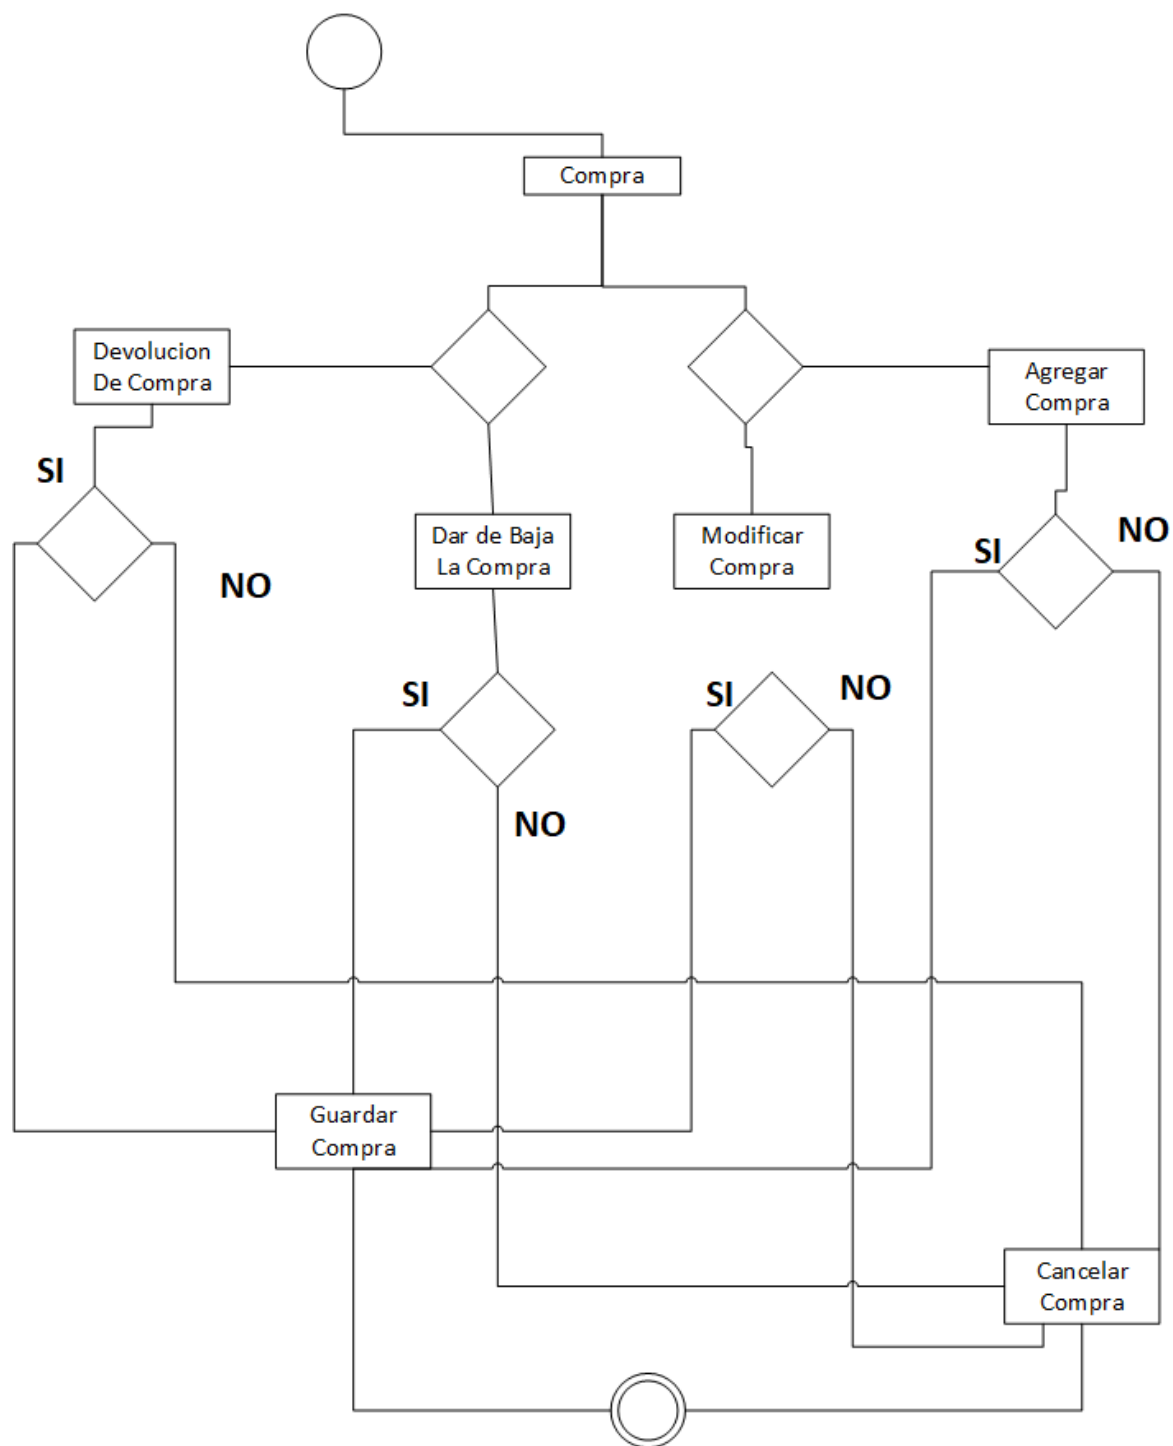 Compra
Devolucion
De Compra
Agregar
Compra
SI
NO
Dar de Baja
La Compra
Modificar
Compra
SI
NO
SI
NO
SI
NO
Guardar
Compra
Cancelar
Compra